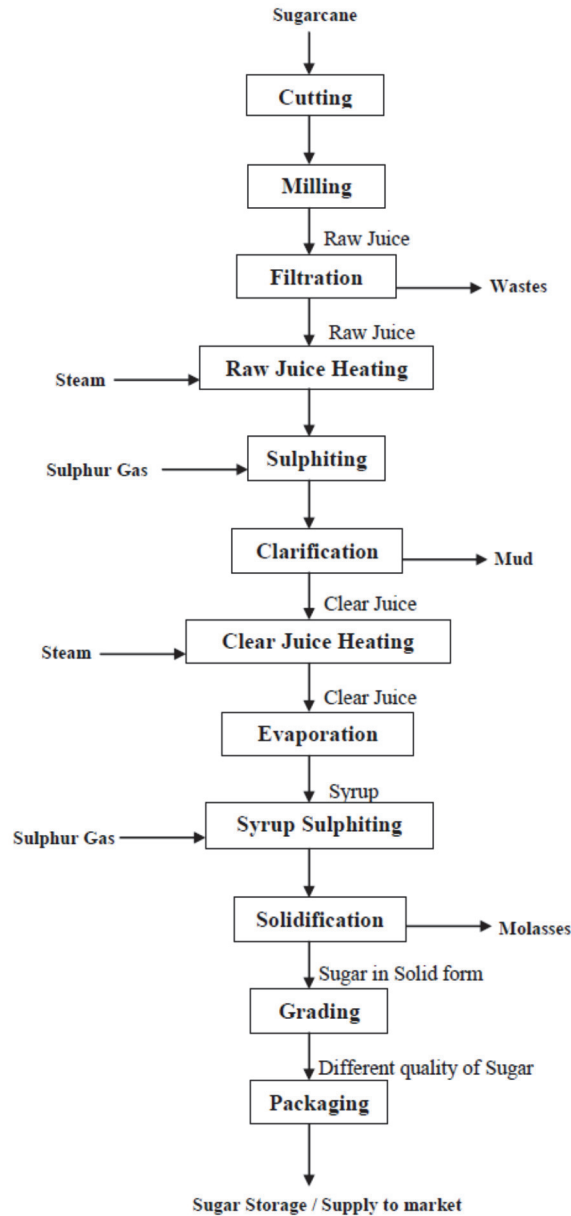 Sugarcane
Cutting
Milling
Raw Juice
Filtration
Wastes
Raw Juice
Steam
Raw Juice Heating
Sulphur Gas
Sulphiting
Clarification
Mud
Clear Juice
Steam
Clear Juice Heating
Clear Juice
Evaporation
Syrup
Sulphur Gas
Syrup Sulphiting
Solidification
Molasses
Sugar in Solid form
Grading
Different quality of Sugar
Packaging
Sugar Storage / Supply to market